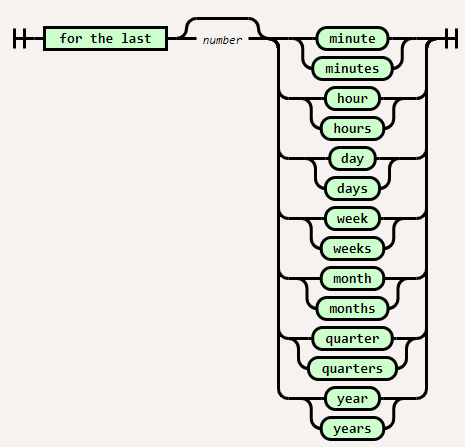 for the last number minute
minutes
hour
hours
day
days
week
weeks
month
months
quarter
quarters
year
years